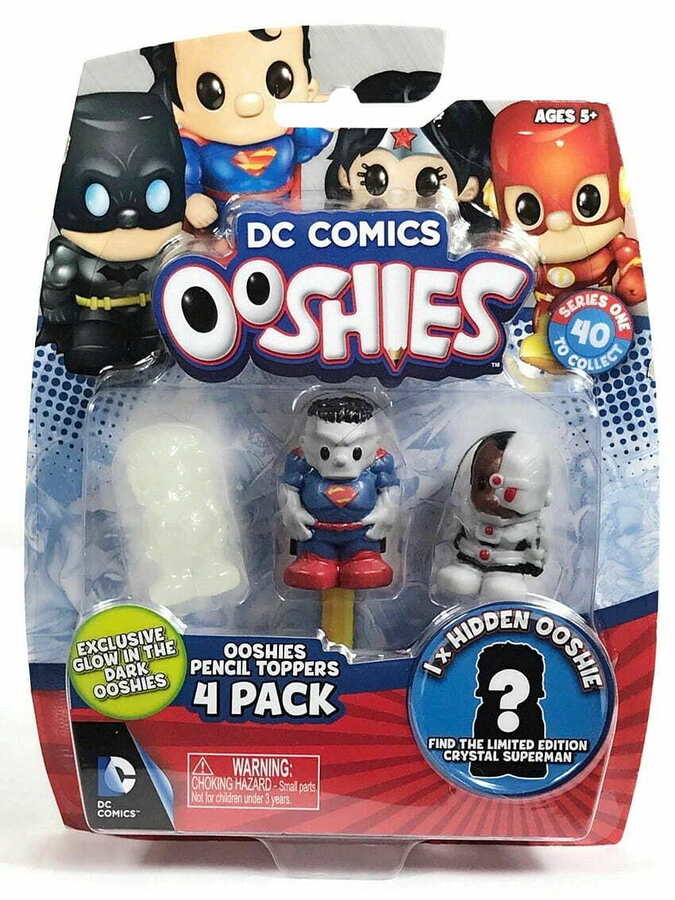 AGES 5+
DC COMICS
OOSHIES™
SERIES ONE
40
TO COLLECT
EXCLUSIVE
GLOW IN THE
DARK
OOSHIES
OOSHIES
PENCIL TOPPERS
4 PACK
1 x HIDDEN OOSHIE
?
FIND THE LIMITED EDITION
CRYSTAL SUPERMAN
DC
COMICS™
WARNING:
CHOKING HAZARD - Small parts
Not for children under 3 years.